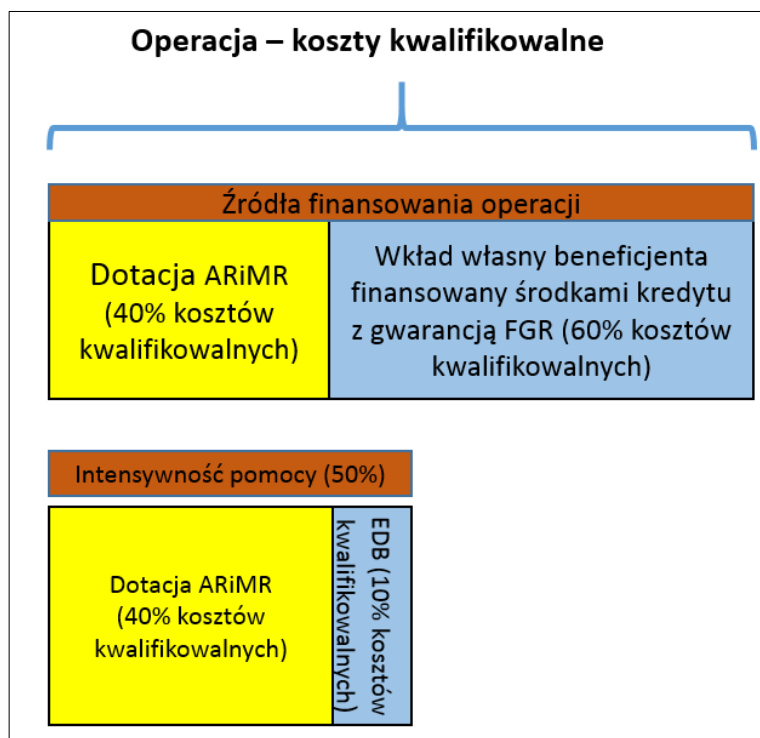 Operacja – koszty kwalifikowalne
Źródła finansowania operacji
Dotacja ARiMR
(40% kosztów
kwalifikowalnych)
Wkład własny beneficjenta
finansowany środkami kredytu
z gwarancją FGR (60% kosztów
kwalifikowalnych)
Intensywność pomocy (50%)
Dotacja ARiMR
(40% kosztów
kwalifikowalnych)
EDB (10% kosztów
kwalifikowalnych)